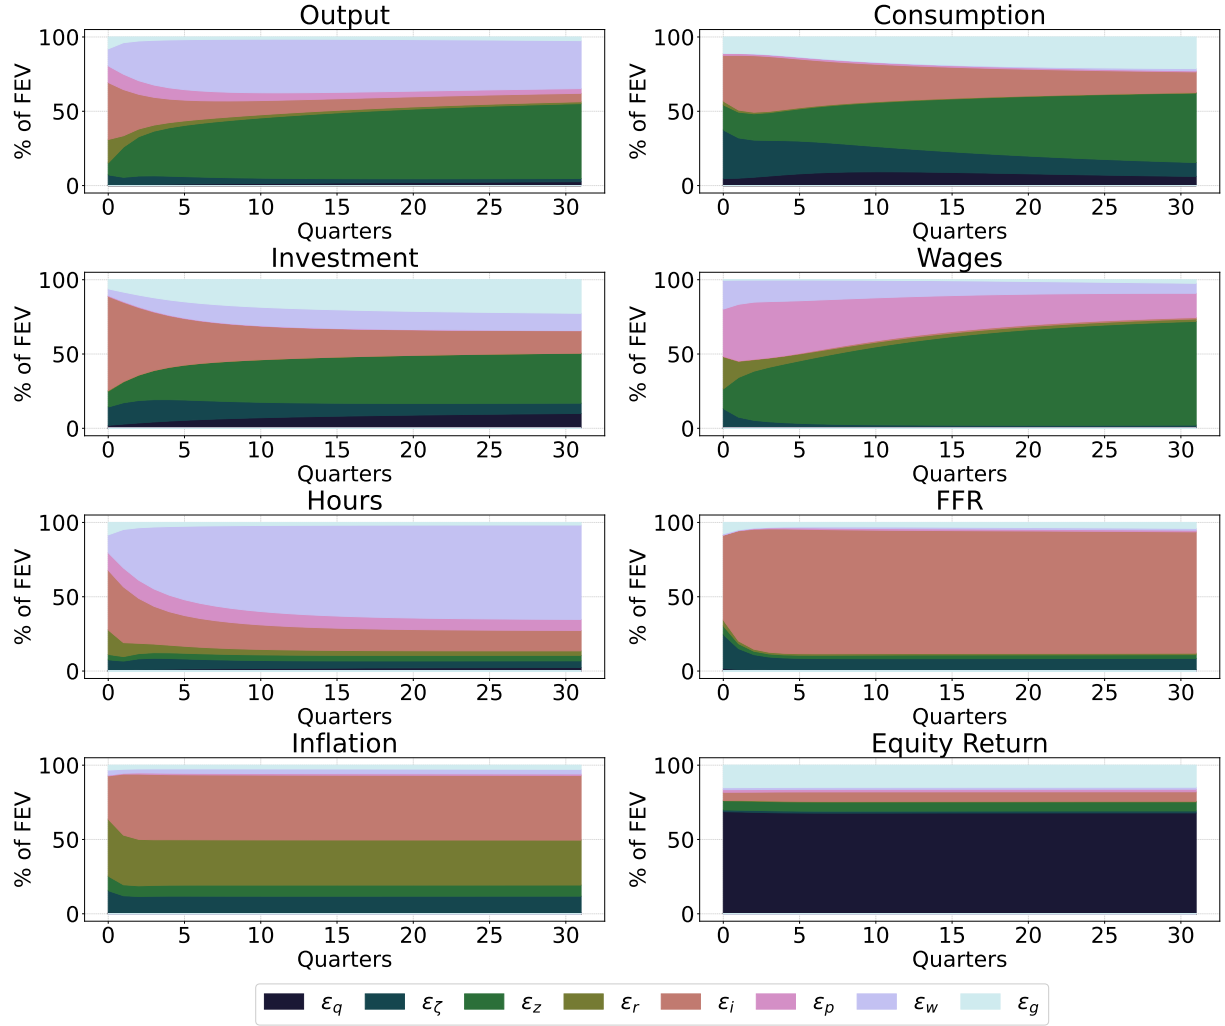 Output
% of FEV
100
50
0
0 5 10 15 20 25 30
Quarters
Consumption
% of FEV
100
50
0
0 5 10 15 20 25 30
Quarters
Investment
% of FEV
100
50
0
0 5 10 15 20 25 30
Quarters
Wages
% of FEV
100
50
0
0 5 10 15 20 25 30
Quarters
Hours
% of FEV
100
50
0
0 5 10 15 20 25 30
Quarters
FFR
% of FEV
100
50
0
0 5 10 15 20 25 30
Quarters
Inflation
% of FEV
100
50
0
0 5 10 15 20 25 30
Quarters
Equity Return
% of FEV
100
50
0
0 5 10 15 20 25 30
Quarters
ε_q ε_ζ ε_z ε_r ε_i ε_p ε_w ε_g